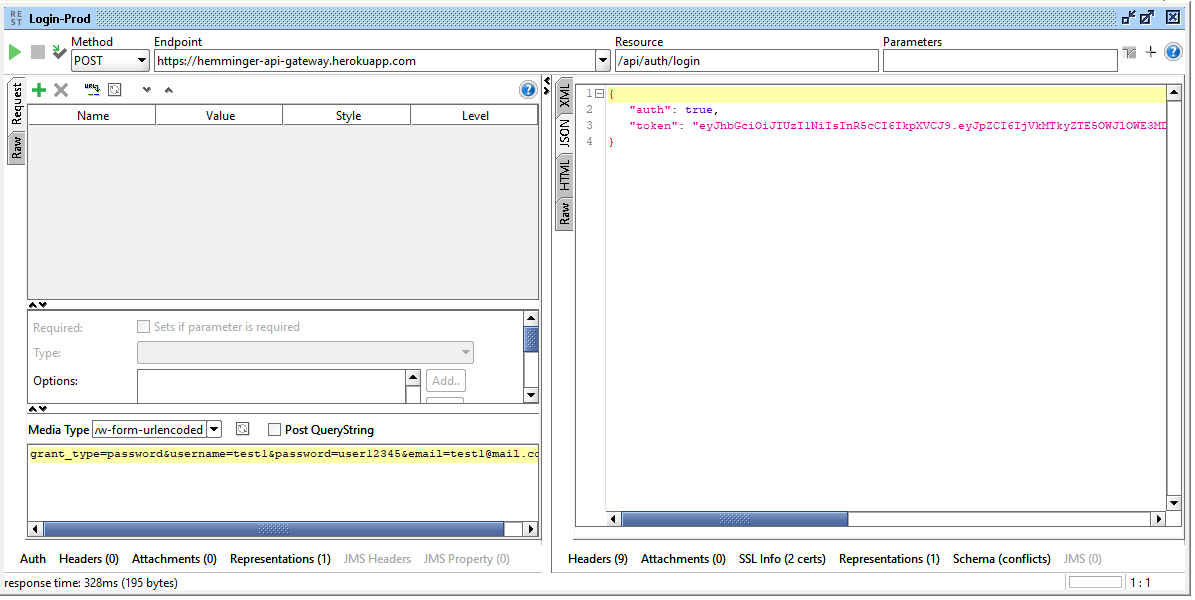 REST Login-Prod
Method Endpoint Resource Parameters
POST https://hemminger-api-gateway.herokuapp.com /api/auth/login
Request
Raw
Name Value Style Level
Required: Sets if parameter is required
Type:
Options: Add..
Media Type /w-form-urlencoded Post QueryString
grant_type=password&username=test1&password=user12345&email=test1@mail.co
Auth Headers (0) Attachments (0) Representations (1) JMS Headers JMS Property (0)
XML
JSON
HTML
Raw
1 {
2 "auth": true,
3 "token": "eyJhbGciOiJIUzI1NiIsInR5cCI6IkpXVCJ9.eyJpZCI6IjVkMTkyZTE5OWJlOWE3MD
4 }
Headers (9) Attachments (0) SSL Info (2 certs) Representations (1) Schema (conflicts) JMS (0)
response time: 328ms (195 bytes) 1 : 1